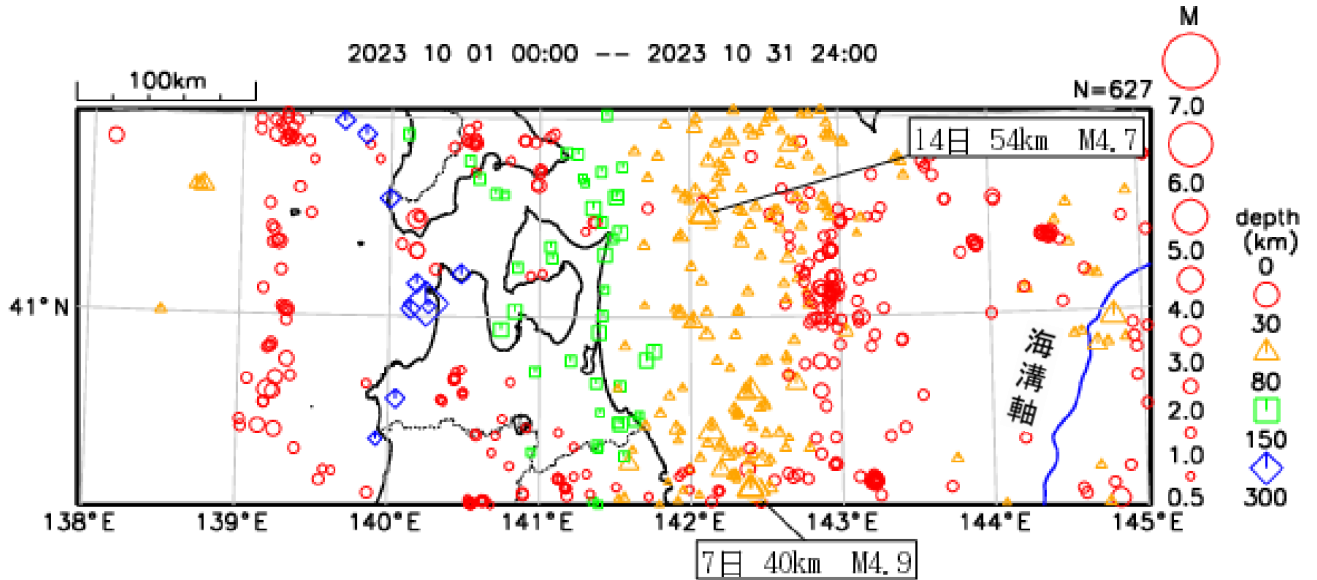 M
2023 10 01 00:00 -- 2023 10 31 24:00
100km
N=627
7.0
14日 54km M4.7
6.0
depth
(km)
5.0
0
41°N
4.0
30
海溝軸
3.0
80
2.0
150
1.0
300
0.5
138°E 139°E 140°E 141°E 142°E 143°E 144°E 145°E
7日 40km M4.9